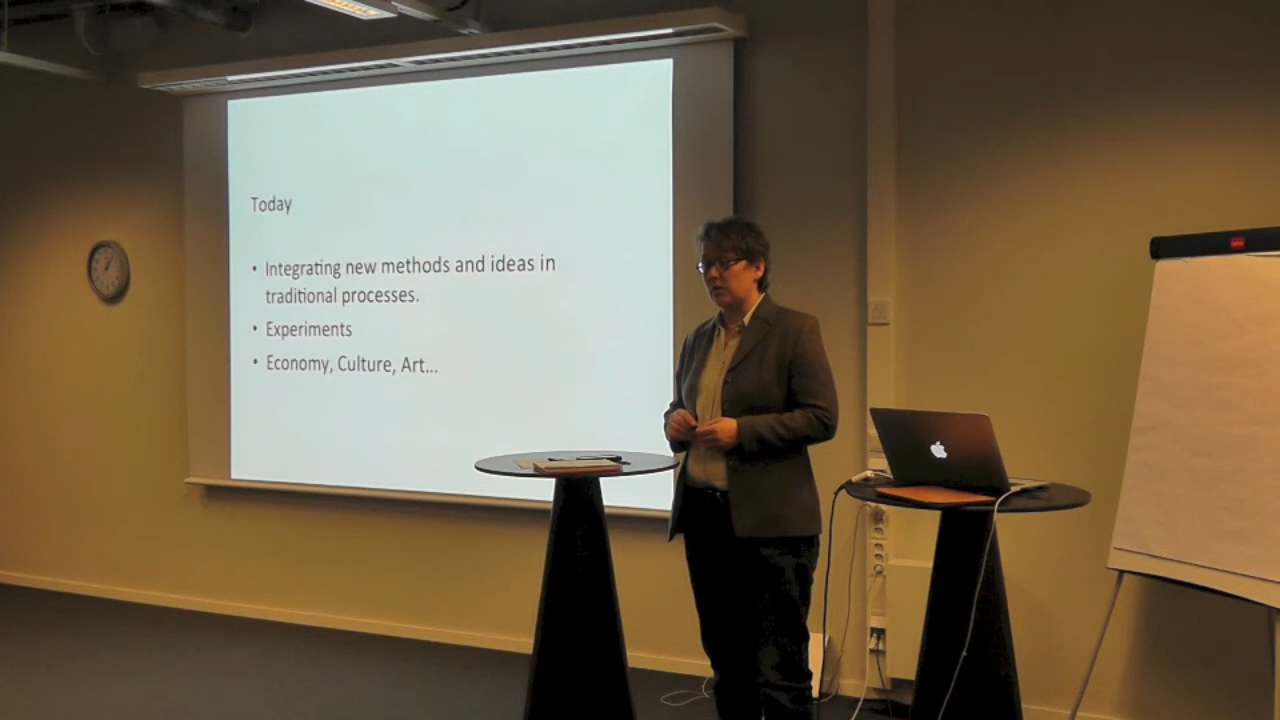 Today
• Integrating new methods and ideas in
traditional processes.
• Experiments
• Economy, Culture, Art...